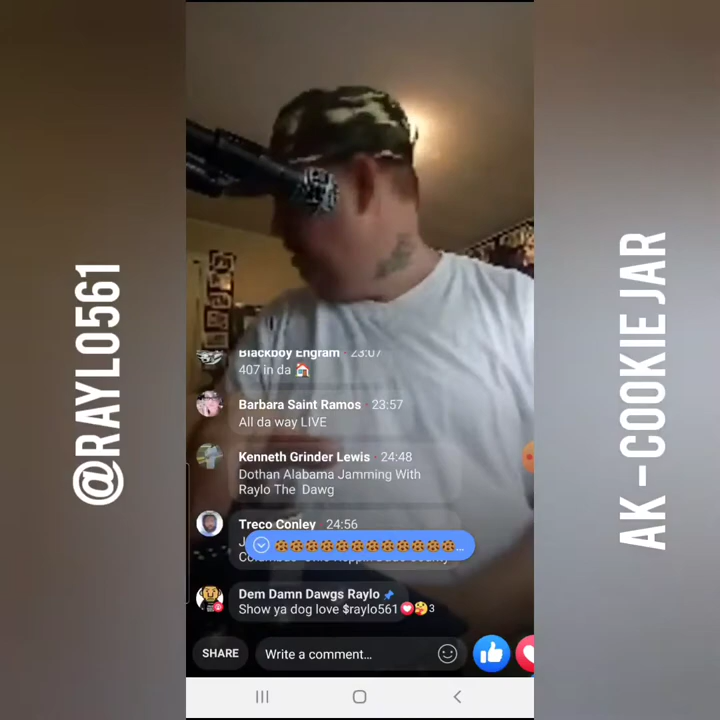 @RAYLO561
Blackboy Engram · 23:07
407 in da
Barbara Saint Ramos · 23:57
All da way LIVE
Kenneth Grinder Lewis · 24:48
Dothan Alabama Jamming With
Raylo The Dawg
Treco Conley · 24:56
Dem Damn Dawgs Raylo
Show ya dog love $raylo561
3
SHARE
Write a comment...
AK - COOKIE JAR